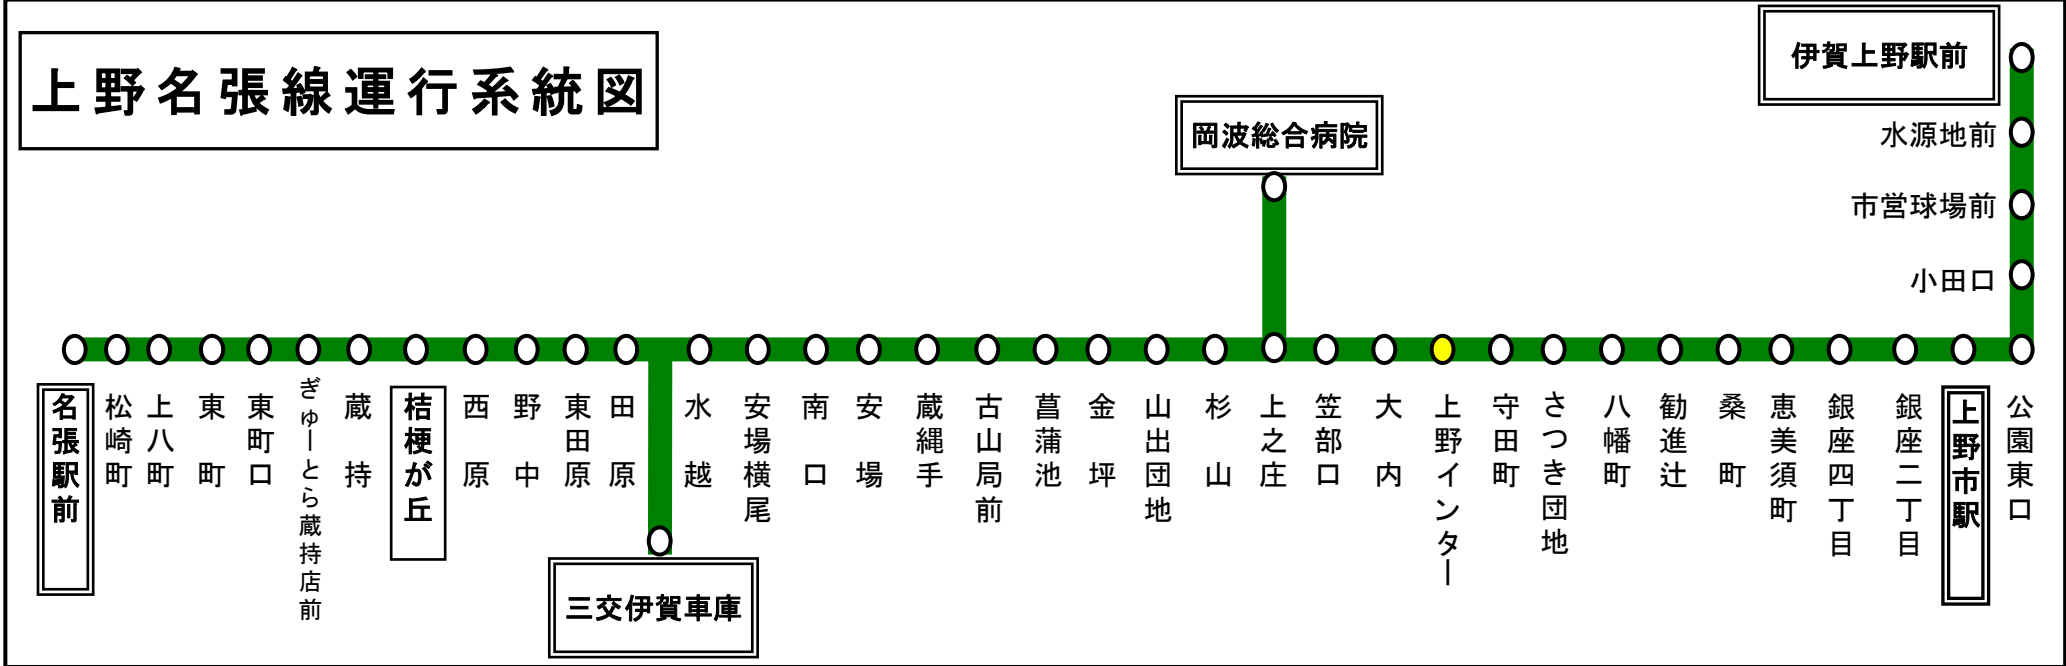 上野名張線運行系統図
伊賀上野駅前
岡波総合病院
水源地前
市営球場前
小田口
名張駅前
松崎町
上八町
東町
東町口
ぎゅーとら蔵持店前
蔵持
桔梗が丘
西原
野中
東田原
田原
水越
安場横尾
南口
安場
蔵縄手
古山局前
菖蒲池
金坪
山出団地
杉山
上之庄
笠部口
大内
上野インター
守田町
さつき団地
八幡町
勧進辻
桑町
恵美須町
銀座四丁目
銀座二丁目
上野市駅
公園東口
三交伊賀車庫